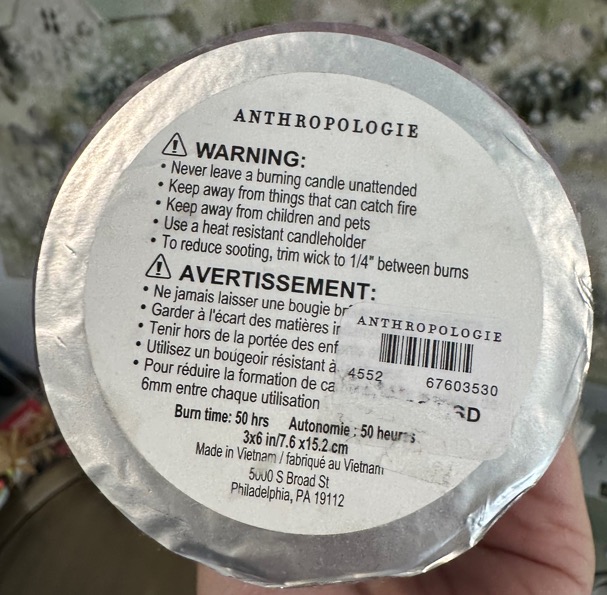 ANTHROPOLOGIE
WARNING:
• Never leave a burning candle unattended
• Keep away from things that can catch fire
• Keep away from children and pets
• Use a heat resistant candleholder
• To reduce sooting, trim wick to 1/4" between burns
AVERTISSEMENT:
• Ne jamais laisser une bougie
• Garder à l'écart des matières
• Tenir hors de la portée des
• Utilisez un bougeoir résistant à
• Pour réduire la formation de
6mm entre chaque utilisation
ANTHROPOLOGIE
4552 67603530
Burn time: 50 hrs Autonomie : 50 heures
3x6 in/7.6 x15.2 cm
Made in Vietnam / fabriqué au Vietnam
5000 S Broad St
Philadelphia, PA 19112